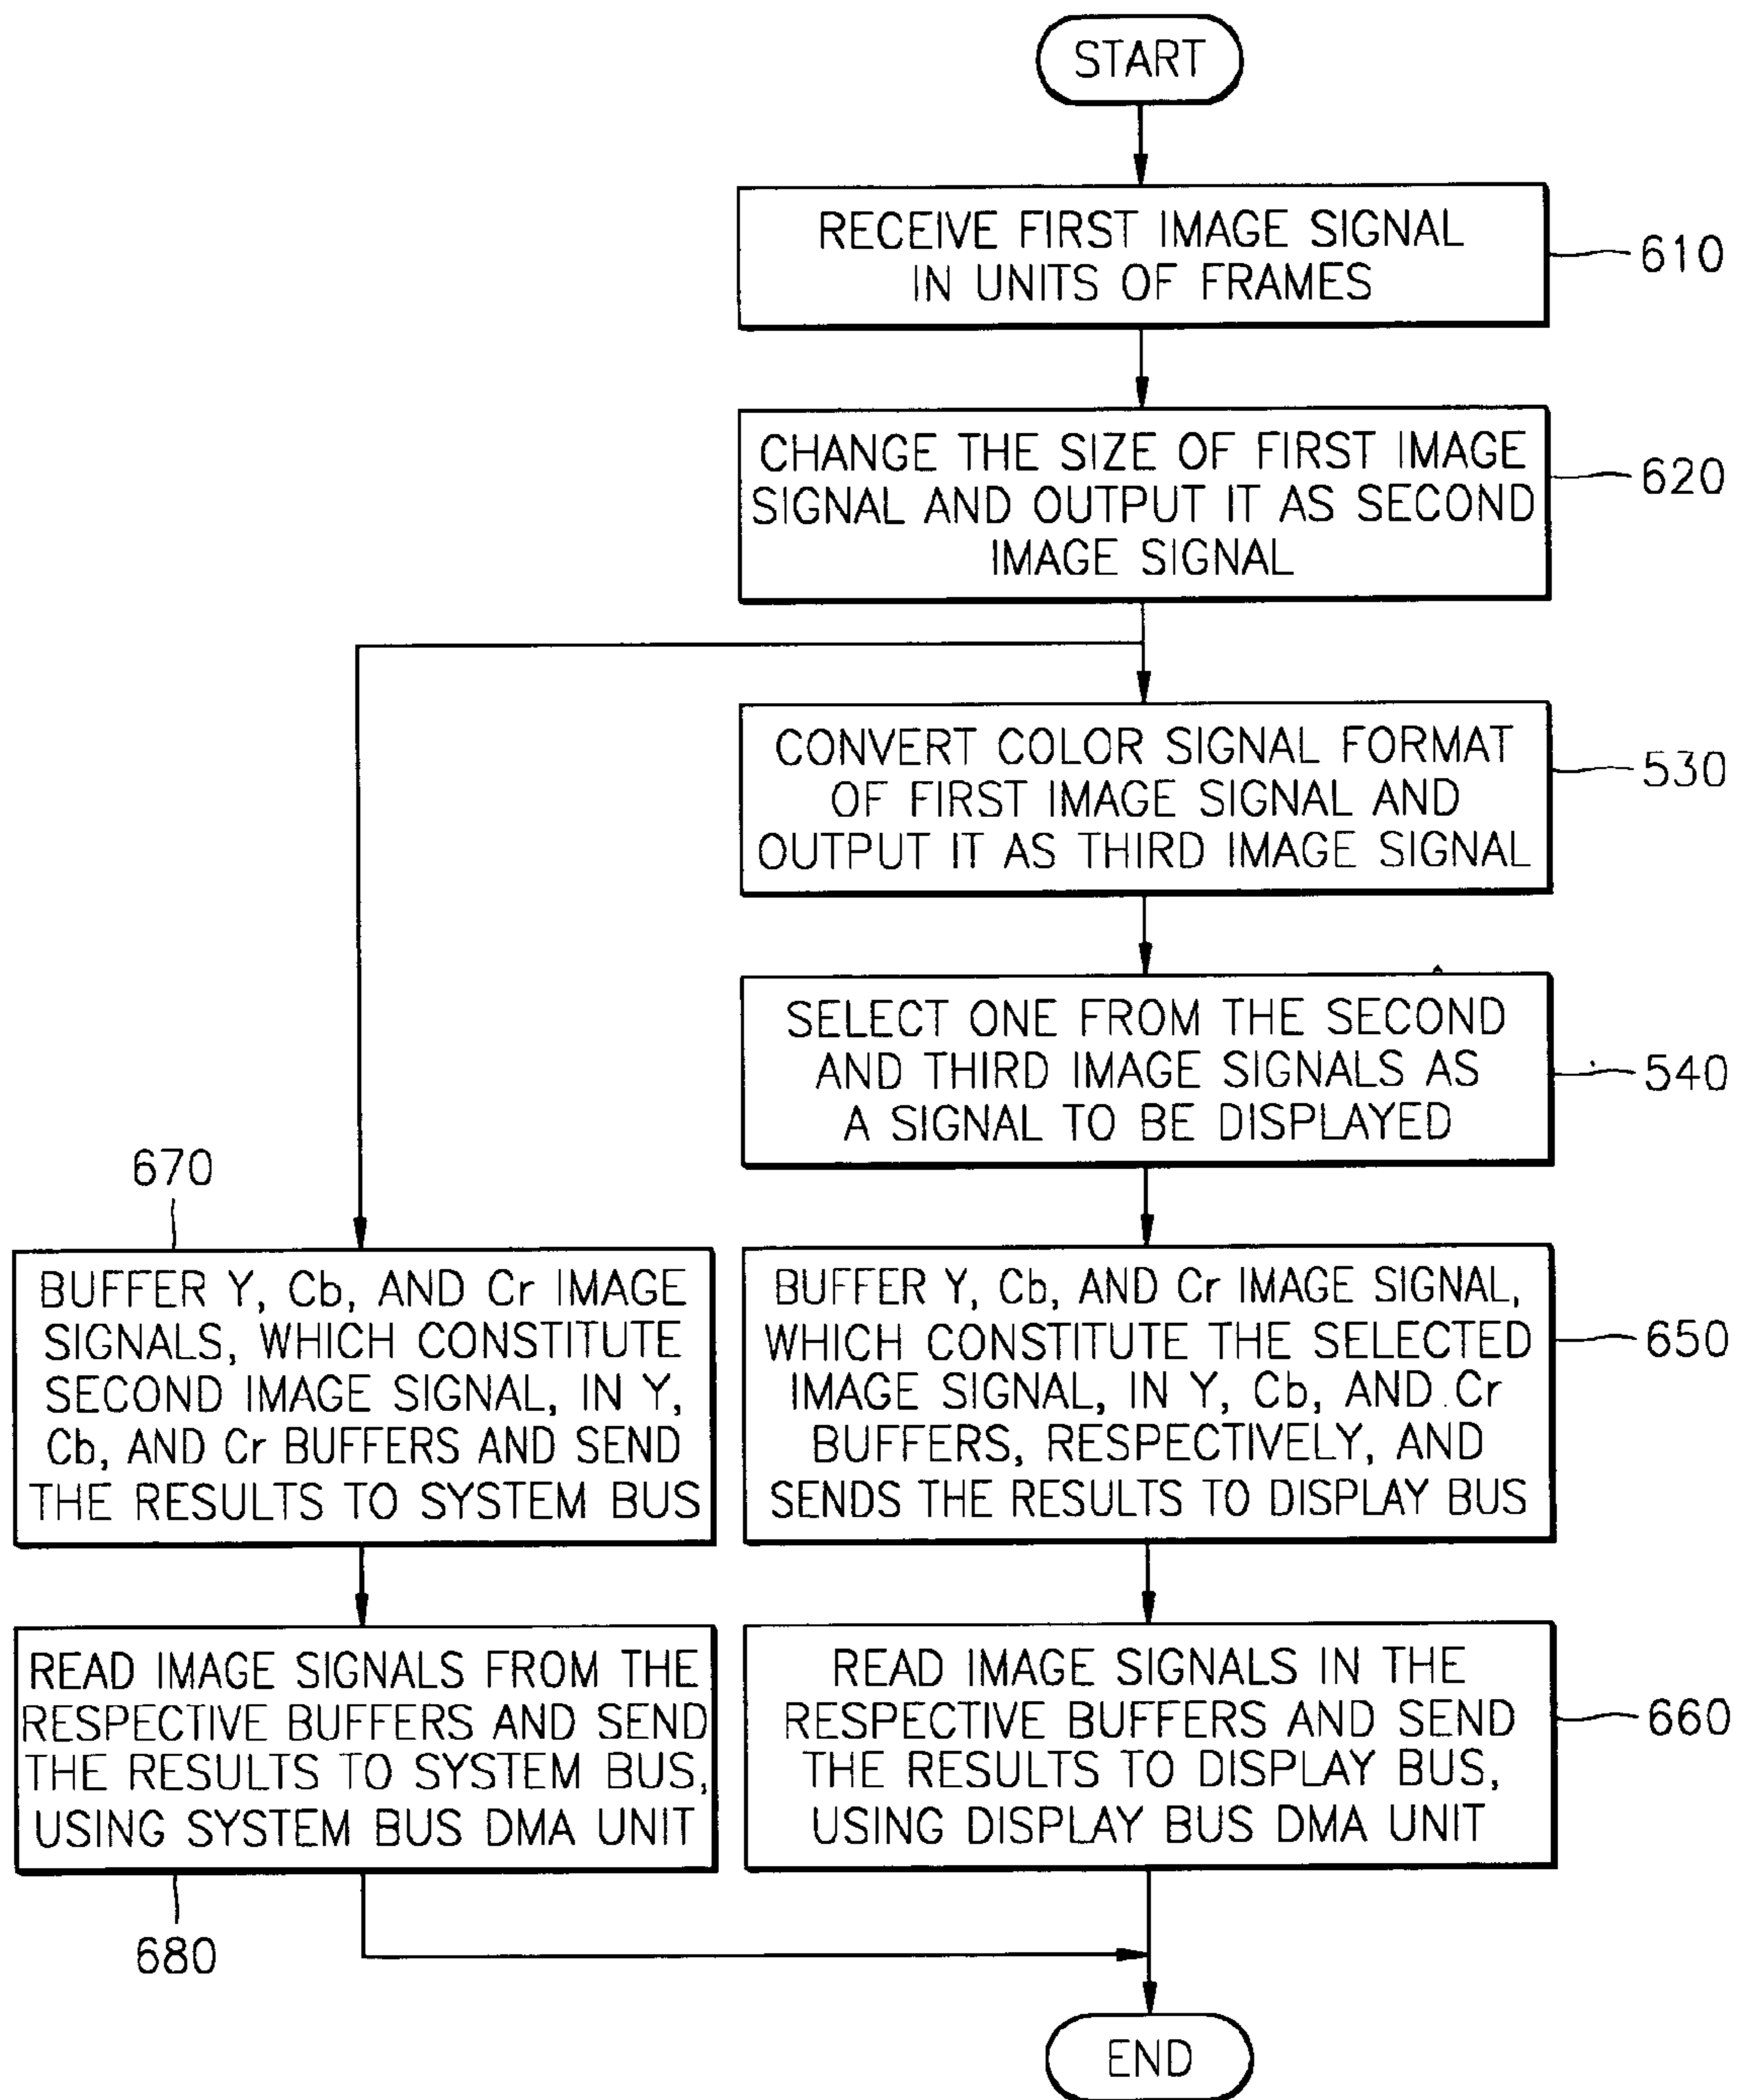 START
RECEIVE FIRST IMAGE SIGNAL
IN UNITS OF FRAMES
610
CHANGE THE SIZE OF FIRST IMAGE
SIGNAL AND OUTPUT IT AS SECOND
IMAGE SIGNAL
620
CONVERT COLOR SIGNAL FORMAT
OF FIRST IMAGE SIGNAL AND
OUTPUT IT AS THIRD IMAGE SIGNAL
530
SELECT ONE FROM THE SECOND
AND THIRD IMAGE SIGNALS AS
A SIGNAL TO BE DISPLAYED
540
670
BUFFER Y, Cb, AND Cr IMAGE
SIGNALS, WHICH CONSTITUTE
SECOND IMAGE SIGNAL, IN Y,
Cb, AND Cr BUFFERS AND SEND
THE RESULTS TO SYSTEM BUS
BUFFER Y, Cb, AND Cr IMAGE SIGNAL,
WHICH CONSTITUTE THE SELECTED
IMAGE SIGNAL, IN Y, Cb, AND Cr
BUFFERS, RESPECTIVELY, AND
SENDS THE RESULTS TO DISPLAY BUS
650
READ IMAGE SIGNALS FROM THE
RESPECTIVE BUFFERS AND SEND
THE RESULTS TO SYSTEM BUS,
USING SYSTEM BUS DMA UNIT
680
READ IMAGE SIGNALS IN THE
RESPECTIVE BUFFERS AND SEND
THE RESULTS TO DISPLAY BUS,
USING DISPLAY BUS DMA UNIT
660
END